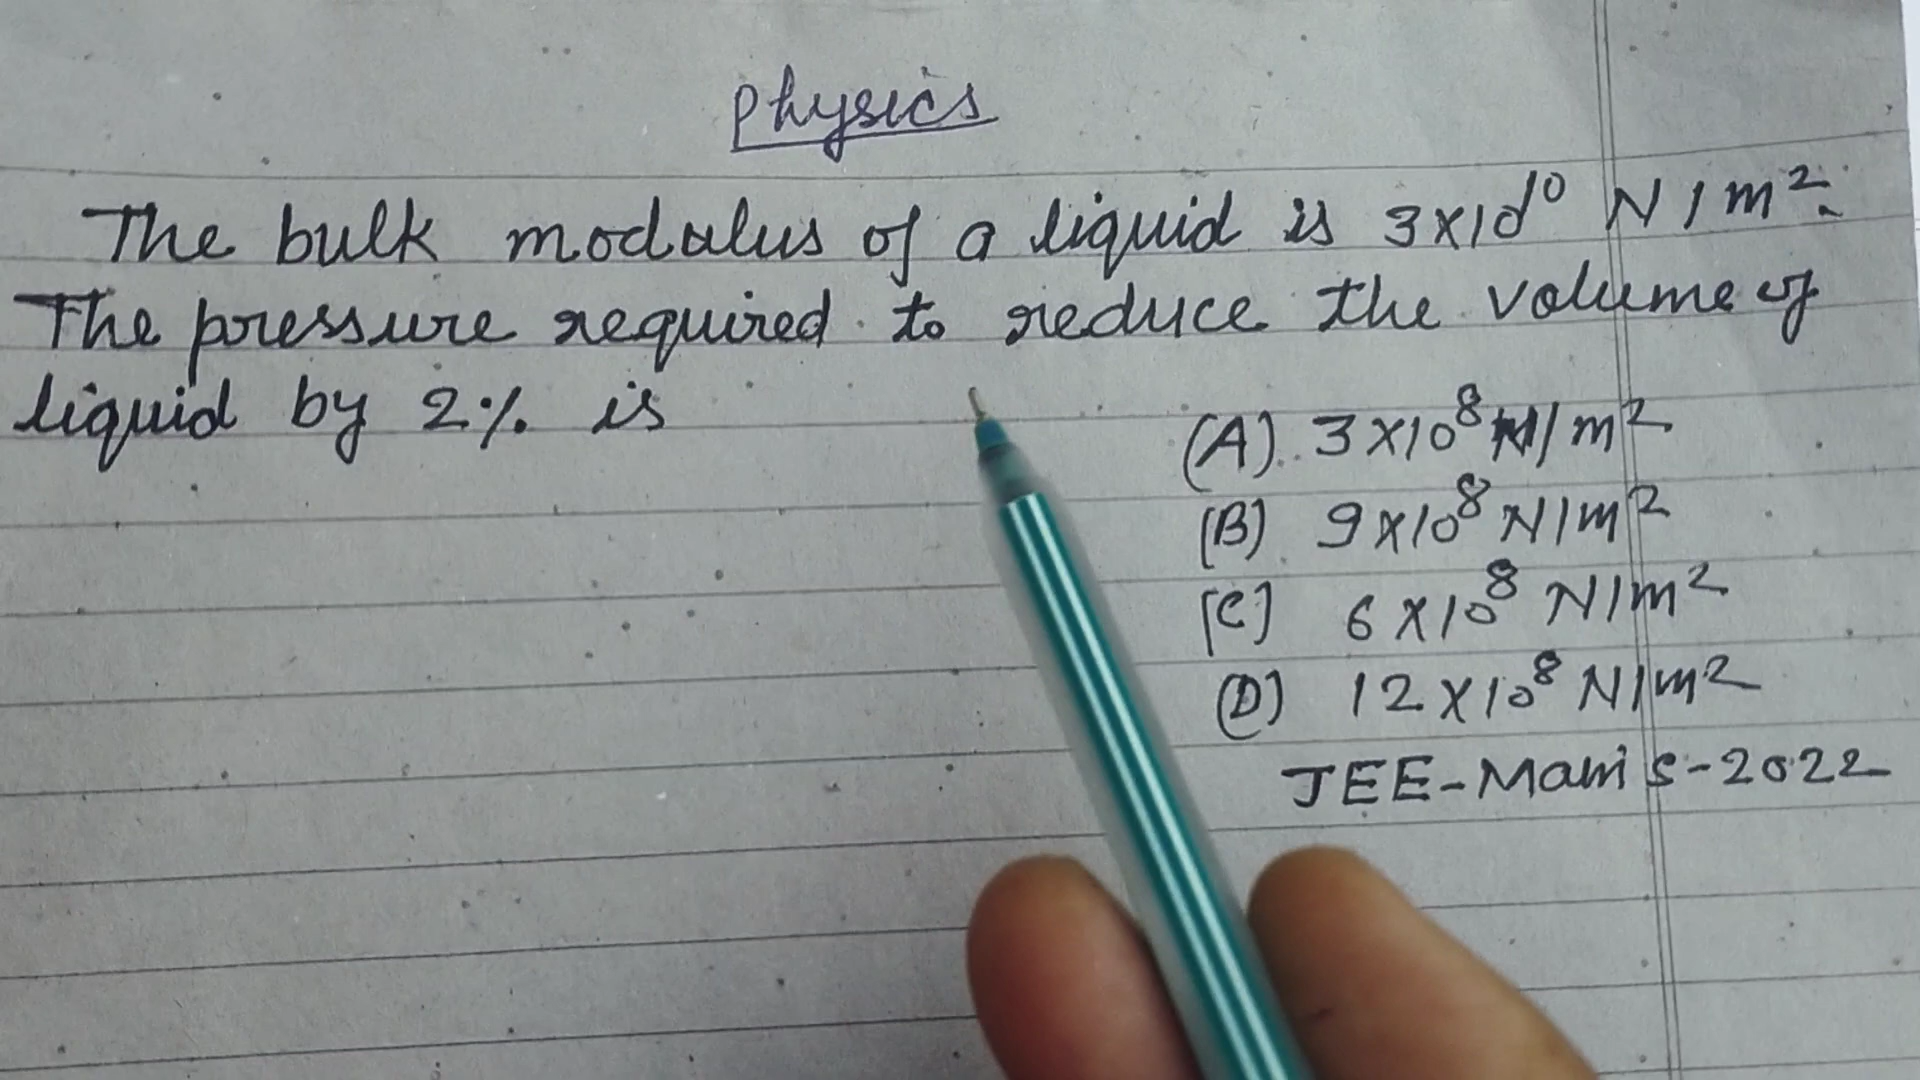 Physics
The bulk modulus of a liquid is 3×10¹⁰ N/m².
The pressure required to reduce the volume of
liquid by 2% is
(A). 3×10⁸ N/m²
(B) 9×10⁸ N/m²
[C] 6×10⁸ N/m²
(D) 12×10⁸ N/m²
JEE-Mains-2022